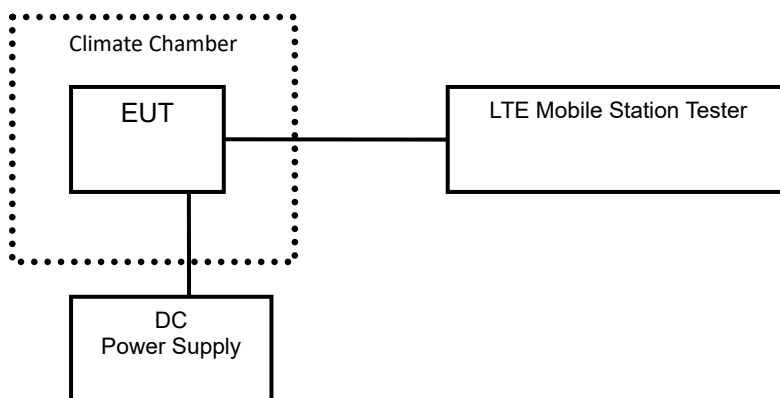 Climate Chamber
EUT
LTE Mobile Station Tester
DC
Power Supply